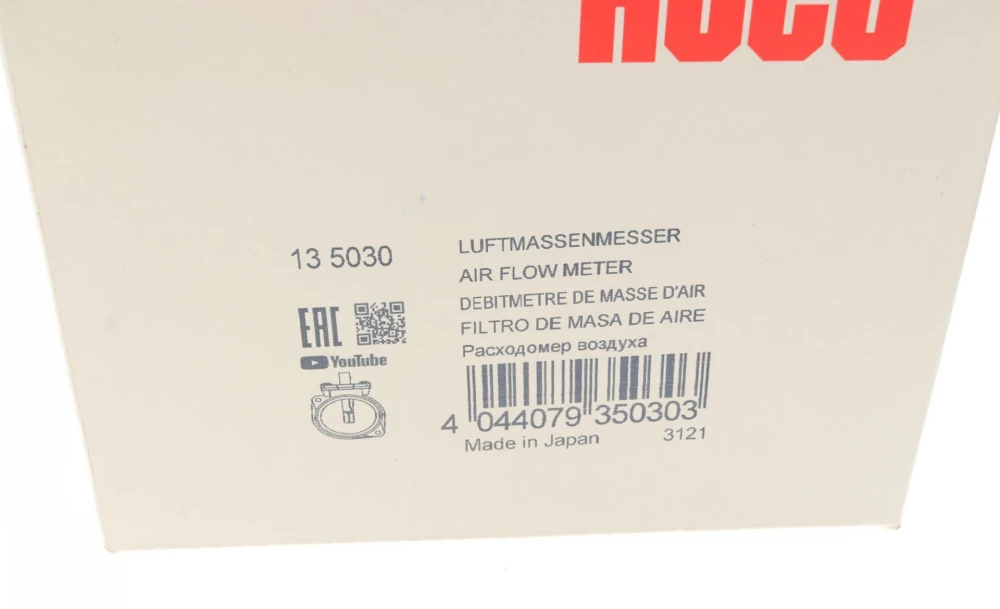 HUCO
13 5030
LUFTMASSENMESSER
AIR FLOW METER
DEBITMETRE DE MASSE D'AIR
FILTRO DE MASA DE AIRE
Расходомер воздуха
EAC
YouTube
4 044079 350303
Made in Japan 3121